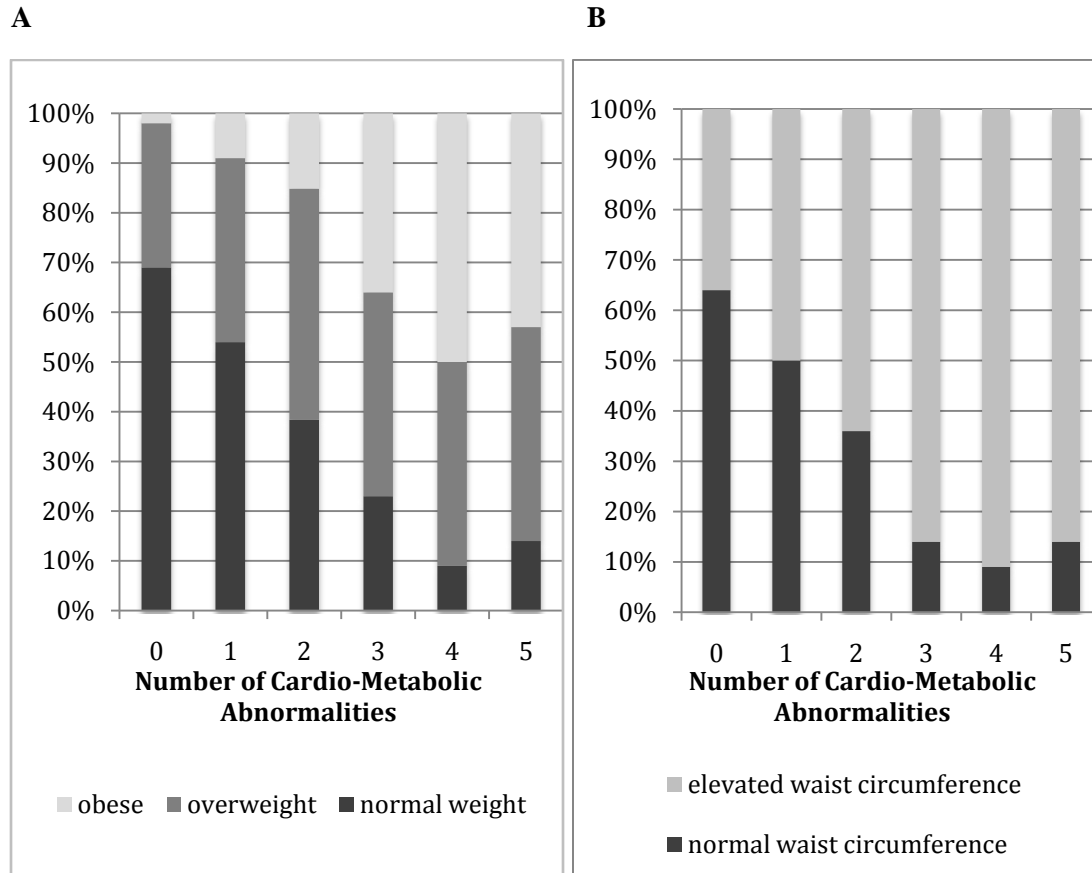 A
100%
90%
80%
70%
60%
50%
40%
30%
20%
10%
0%
0 1 2 3 4 5
Number of Cardio-Metabolic
Abnormalities
obese overweight normal weight
B
100%
90%
80%
70%
60%
50%
40%
30%
20%
10%
0%
0 1 2 3 4 5
Number of Cardio-Metabolic
Abnormalities
elevated waist circumference
normal waist circumference